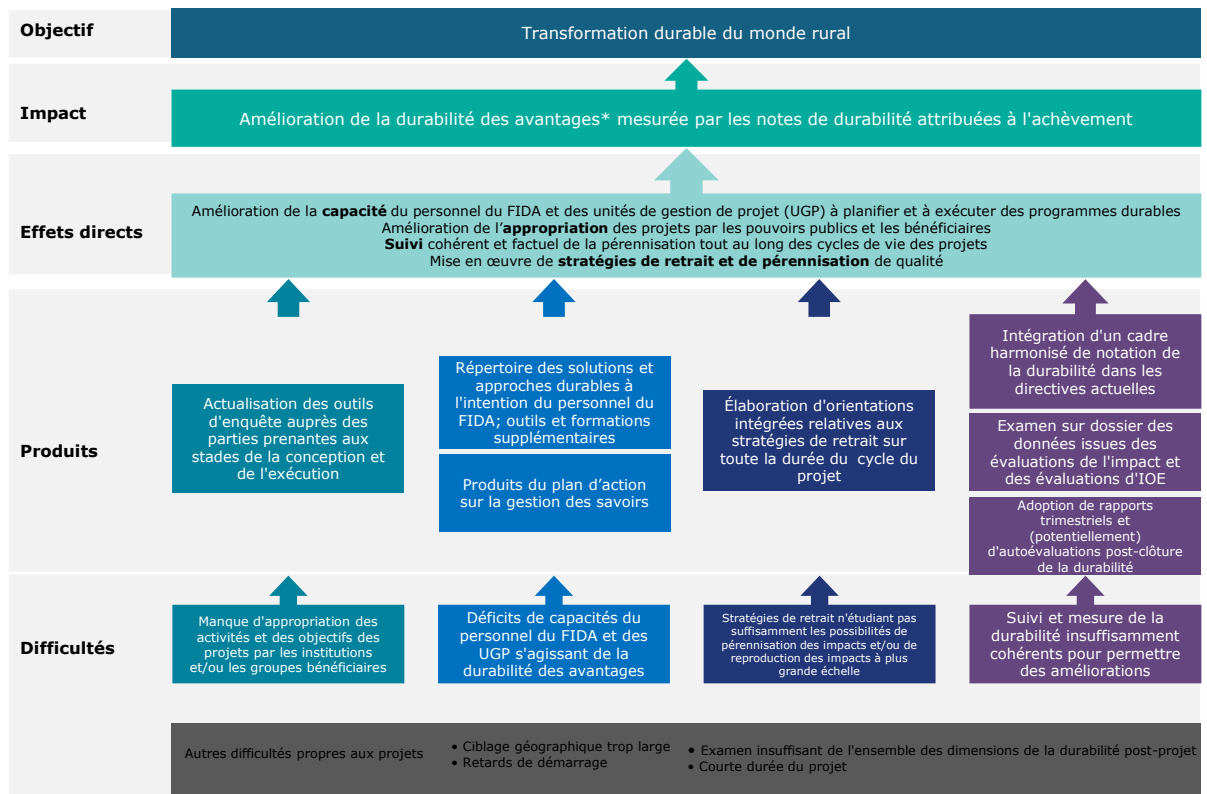 Objectif
Transformation durable du monde rural
Impact
Amélioration de la durabilité des avantages* mesurée par les notes de durabilité attribuées à l'achèvement
Effets directs
Amélioration de la capacité du personnel du FIDA et des unités de gestion de projet (UGP) à planifier et à exécuter des programmes durables
Amélioration de l'appropriation des projets par les pouvoirs publics et les bénéficiaires
Suivi cohérent et factuel de la pérennisation tout au long des cycles de vie des projets
Mise en œuvre de stratégies de retrait et de pérennisation de qualité
Produits
Actualisation des outils
d'enquête auprès des
parties prenantes aux
stades de la conception et
de l'exécution
Répertoire des solutions et
approches durables à
l'intention du personnel du
FIDA; outils et formations
supplémentaires
Produits du plan d'action
sur la gestion des savoirs
Élaboration d'orientations
intégrées relatives aux
stratégies de retrait sur
toute la durée du cycle du
projet
Intégration d'un cadre
harmonisé de notation de
la durabilité dans les
directives actuelles
Examen sur dossier des
données issues des
évaluations de l'impact et
des évaluations d'IOE
Adoption de rapports
trimestriels et
(potentiellement)
d'autoévaluations post-clôture
de la durabilité
Difficultés
Manque d'appropriation des
activités et des objectifs des
projets par les institutions
et/ou les groupes bénéficiaires
Déficits de capacités du
personnel du FIDA et des
UGP s'agissant de la
durabilité des avantages
Stratégies de retrait n'étudiant pas
suffisamment les possibilités de
pérennisation des impacts et/ou de
reproduction des impacts à plus
grande échelle
Suivi et mesure de la
durabilité insuffisamment
cohérents pour permettre
des améliorations
Autres difficultés propres aux projets
• Ciblage géographique trop large
• Retards de démarrage
• Examen insuffisant de l'ensemble des dimensions de la durabilité post-projet
• Courte durée du projet